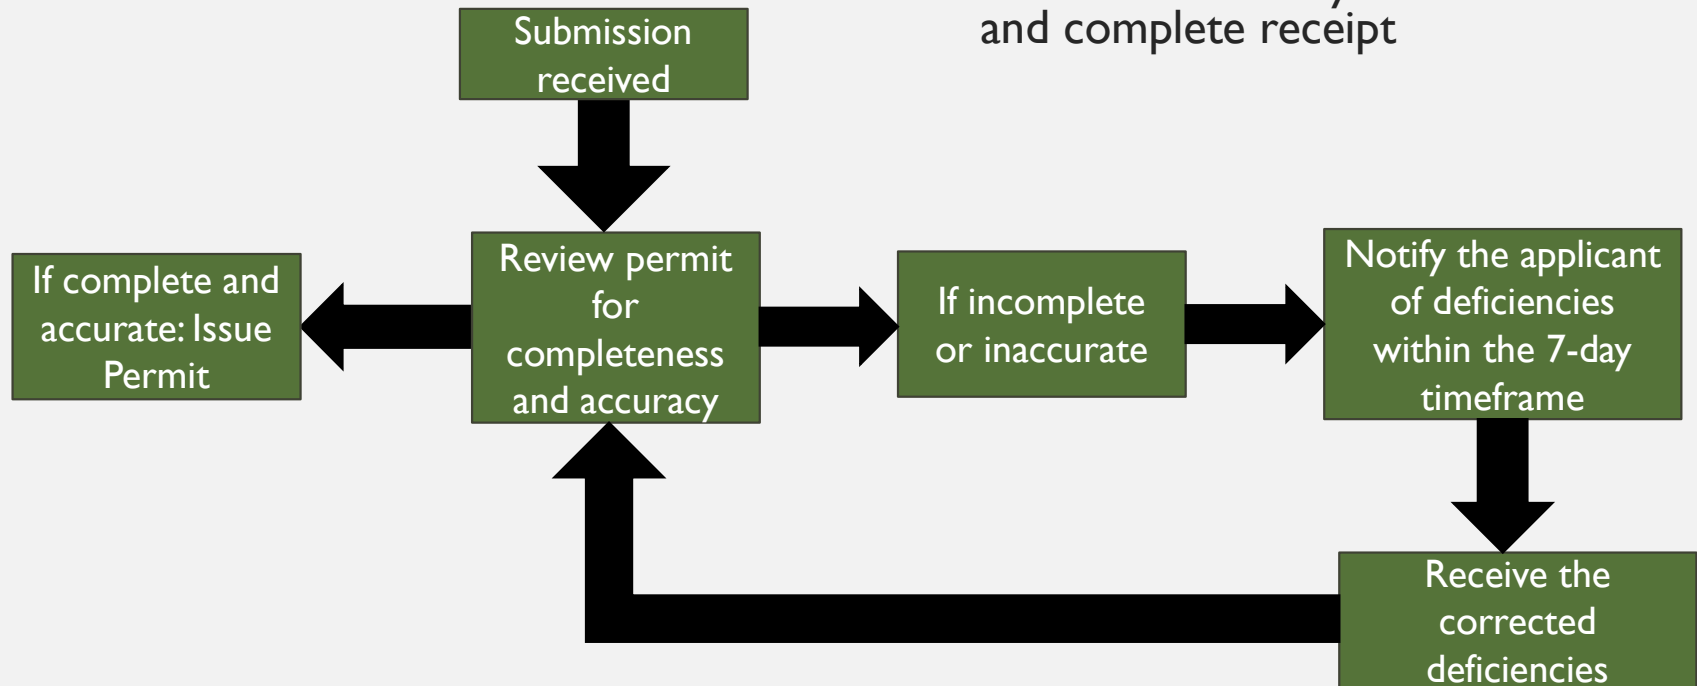 and complete receipt
Submission
received
If complete and
accurate: Issue
Permit
Review permit
for
completeness
and accuracy
If incomplete
or inaccurate
Notify the applicant
of deficiencies
within the 7-day
timeframe
Receive the
corrected
deficiencies